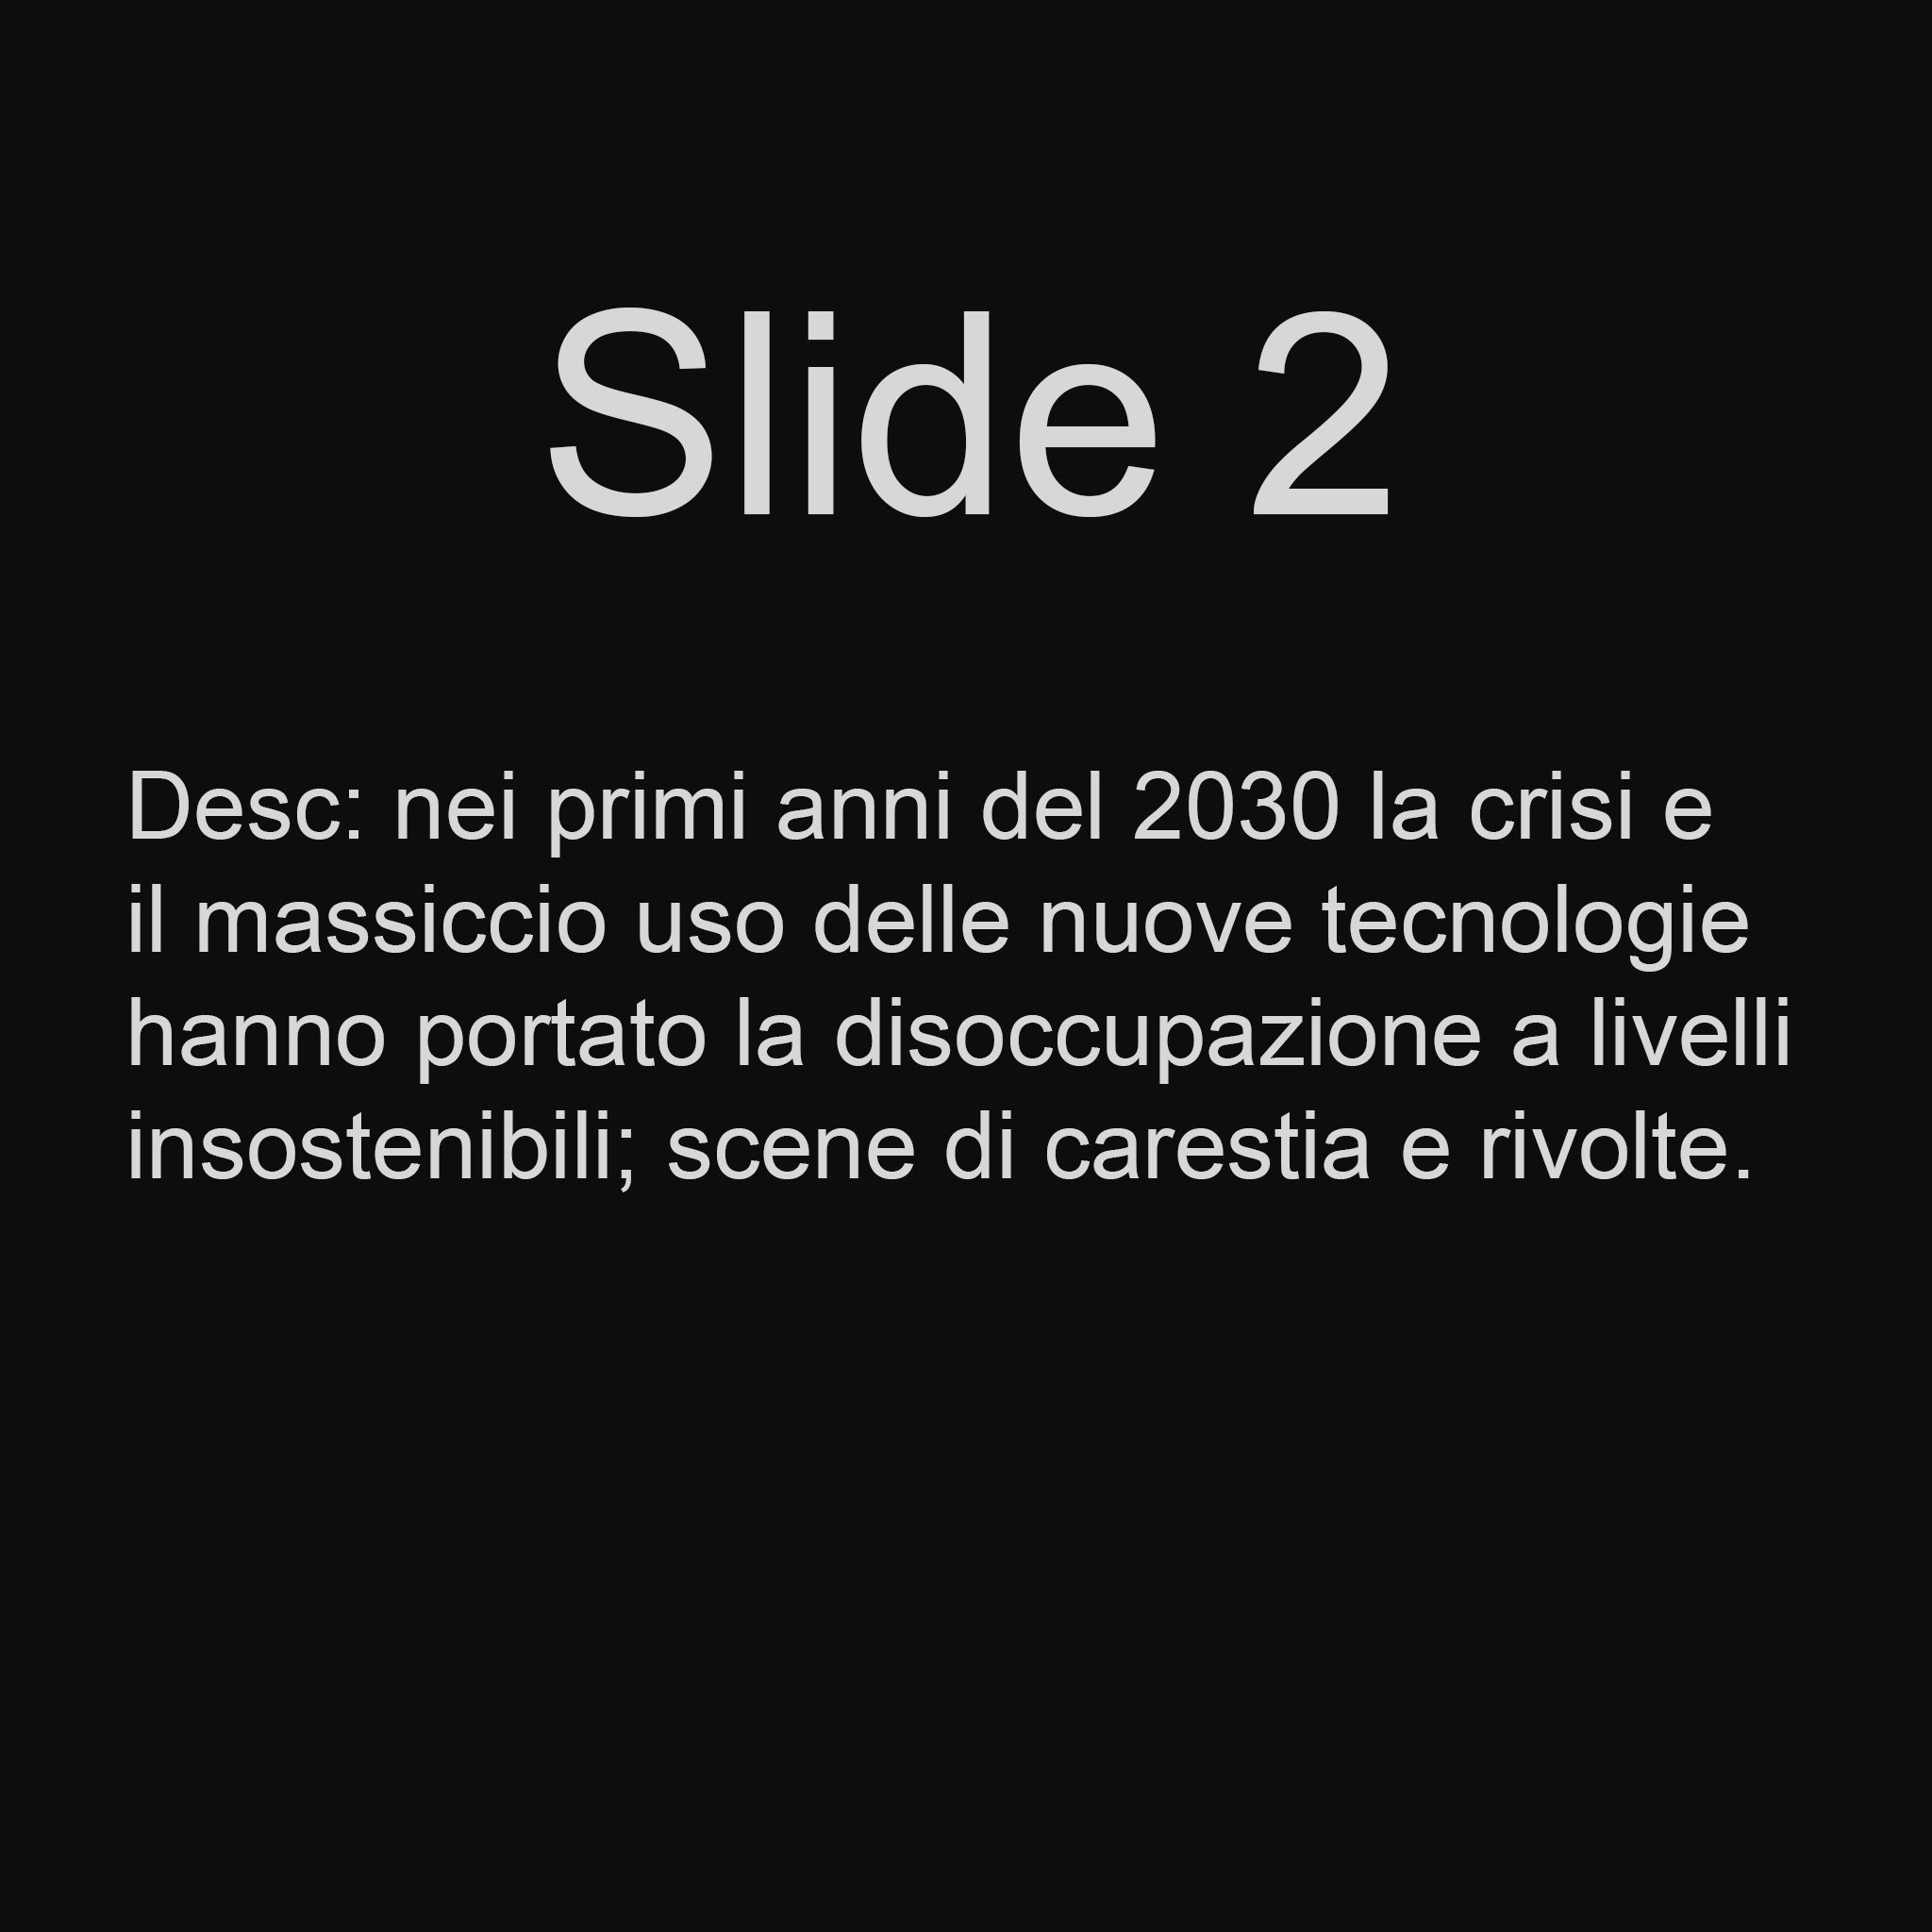 Slide 2
Desc: nei primi anni del 2030 la crisi e
il massiccio uso delle nuove tecnologie
hanno portato la disoccupazione a livelli
insostenibili; scene di carestia e rivolte.